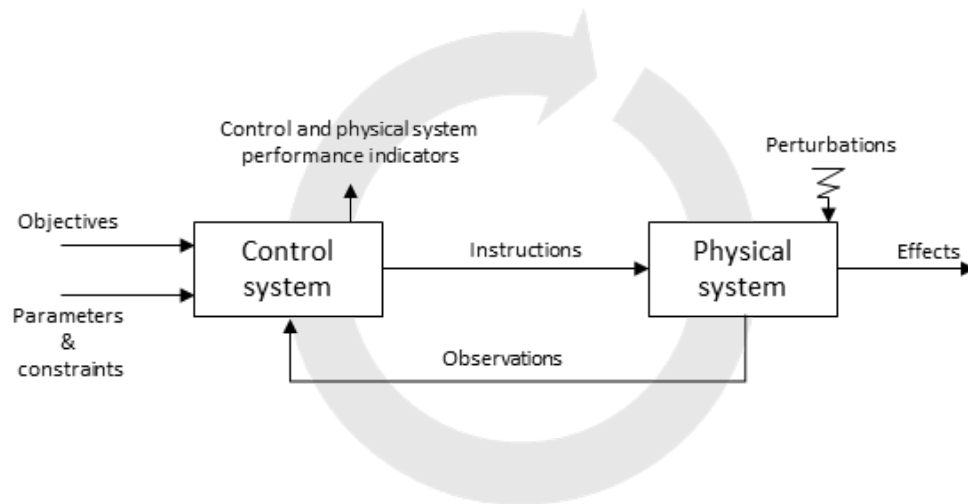 Control and physical system
performance indicators
Perturbations
Objectives
Control
system
Instructions
Physical
system
Effects
Parameters
&
constraints
Observations